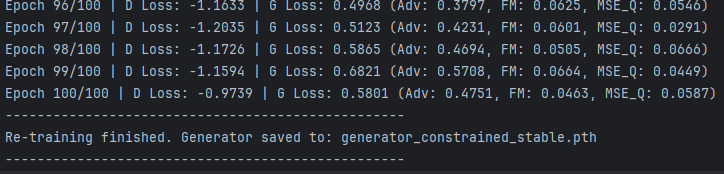 Epoch 96/100 | D Loss: -1.1633 | G Loss: 0.4968 (Adv: 0.3797, FM: 0.0625, MSE_Q: 0.0546)
Epoch 97/100 | D Loss: -1.2035 | G Loss: 0.5123 (Adv: 0.4231, FM: 0.0601, MSE_Q: 0.0291)
Epoch 98/100 | D Loss: -1.1726 | G Loss: 0.5865 (Adv: 0.4694, FM: 0.0505, MSE_Q: 0.0666)
Epoch 99/100 | D Loss: -1.1594 | G Loss: 0.6821 (Adv: 0.5708, FM: 0.0664, MSE_Q: 0.0449)
Epoch 100/100 | D Loss: -0.9739 | G Loss: 0.5801 (Adv: 0.4751, FM: 0.0463, MSE_Q: 0.0587)
--------------------------------------------------
Re-training finished. Generator saved to: generator_constrained_stable.pth
--------------------------------------------------